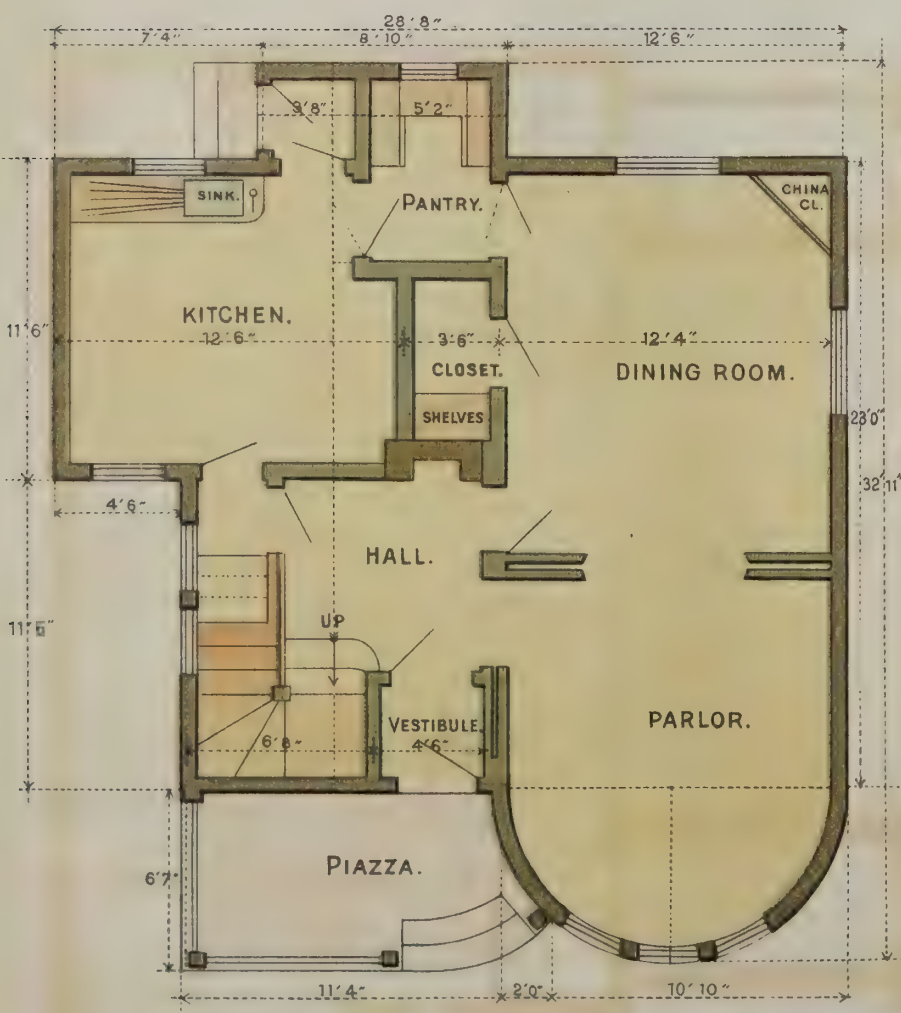 28'8"
7'4" 8'10" 12'6"
3'8" 5'2"
SINK.
PANTRY.
CHINA
CL.
KITCHEN.
11'6"
12'6" 3'6" 12'4"
CLOSET.
DINING ROOM.
SHELVES
23'0"
32'11"
4'6"
HALL.
UP
PARLOR.
VESTIBULE.
6'8" 4'6"
PIAZZA.
6'7"
11'4" 2'0" 10'10"